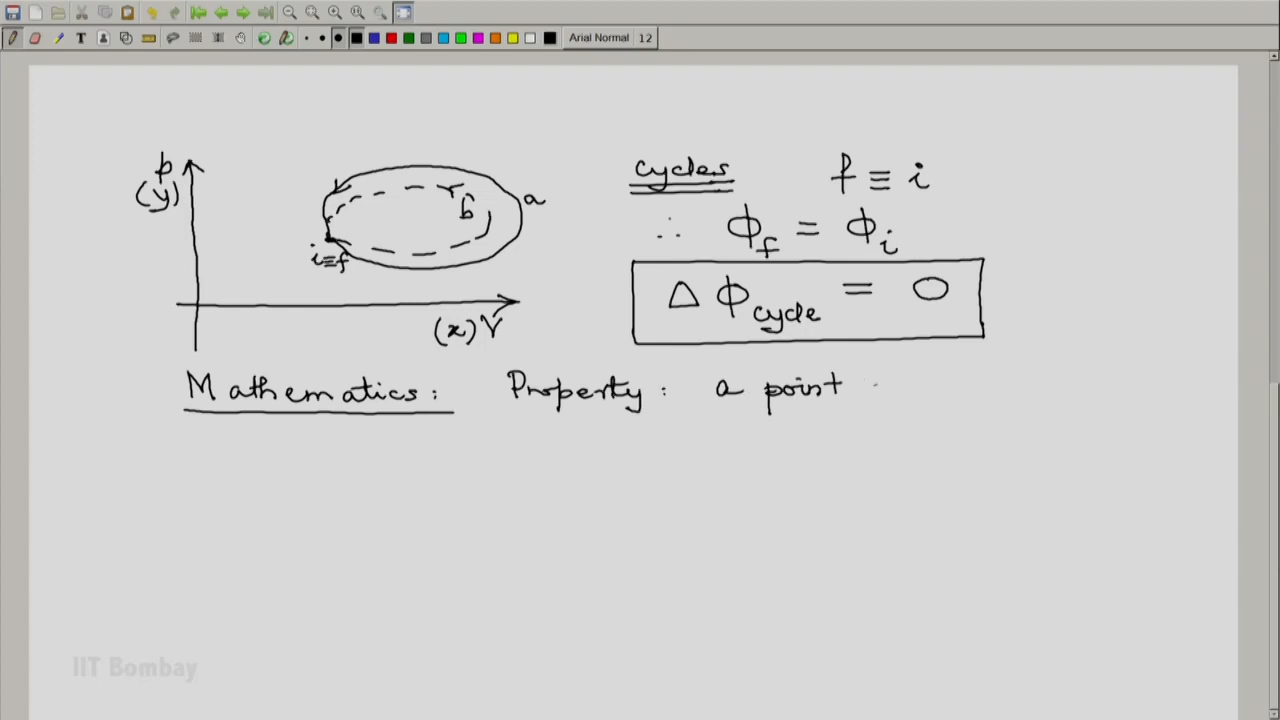 Arial Normal 12
p
(y)
a
b
i≡f
(x) V
cycles f ≡ i
∴ ϕf = ϕi
Δ ϕcycle = 0
Mathematics: Property: a point
IIT Bombay